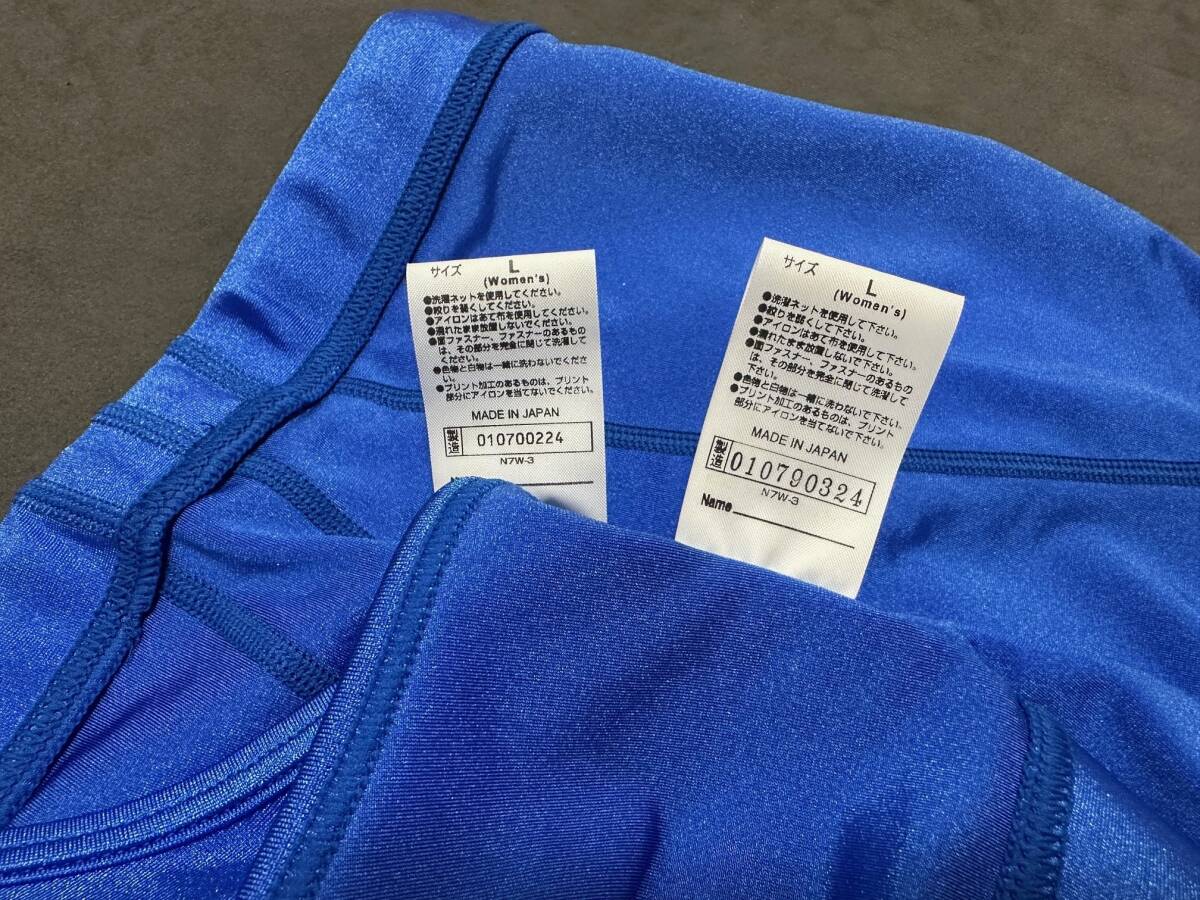 サイズ L
(Women's)
●洗濯ネットを使用してください。
●絞りを弱くしてください。
●アイロンはあて布を使用してください。
●濡れたまま放置しないでください。
●面ファスナー、ファスナーのあるもの
は、その部分を完全に閉じて洗濯して
ください。
●色物と白物は一緒に洗わないでくださ
い。
●プリント加工のあるものは、プリント
部分にアイロンを当てないでください。
MADE IN JAPAN
製造 010700224
N7W-3
サイズ L
(Women's)
●洗濯ネットを使用して下さい。
●絞りを弱くして下さい。
●アイロンはあて布を使用して下さい。
●濡れたまま放置しないで下さい。
●面ファスナー、ファスナーのあるもの
は、その部分を完全に閉じて洗濯して
下さい。
●色物と白物は一緒に洗わないで下さい。
●プリント加工のあるものは、プリント
部分にアイロンを当てないで下さい。
MADE IN JAPAN
製造 010790324
N7W-3
Name